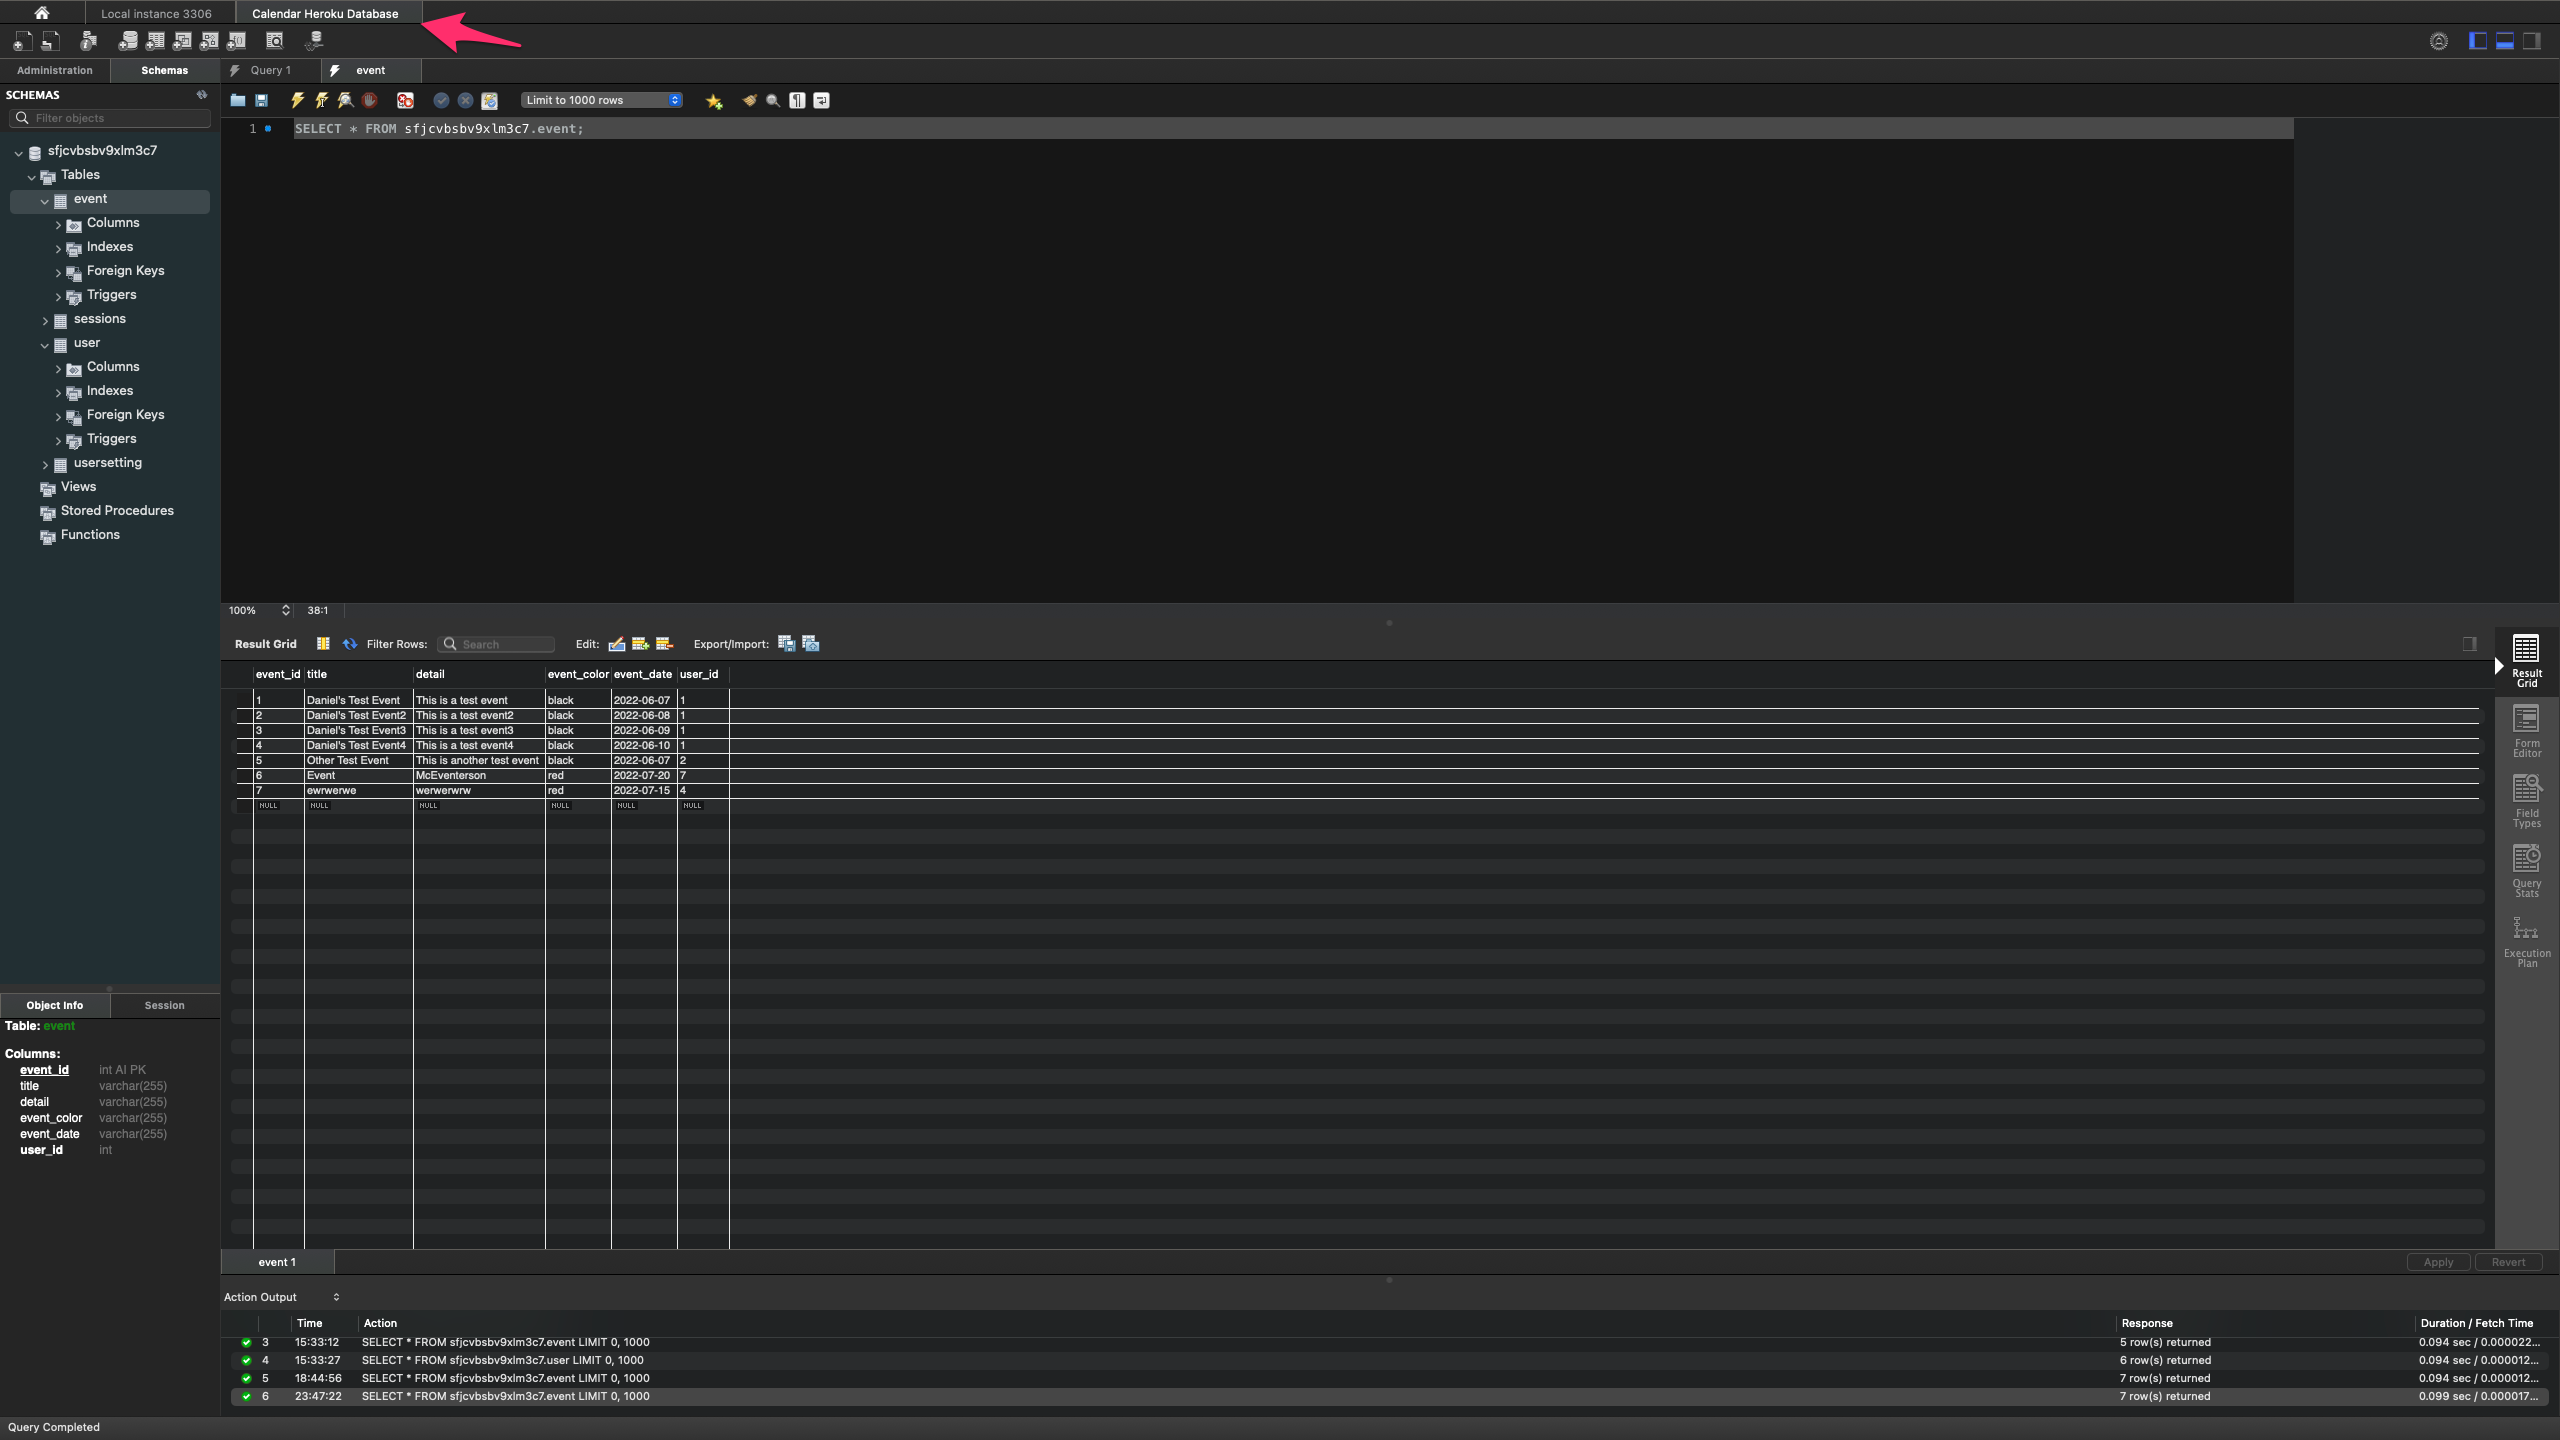 Local instance 3306 Calendar Heroku Database
Administration Schemas Query 1 event
SCHEMAS
Filter objects
Limit to 1000 rows
1 SELECT * FROM sfjcvbsbv9xlm3c7.event;
sfjcvbsbv9xlm3c7
Tables
event
Columns
Indexes
Foreign Keys
Triggers
sessions
user
Columns
Indexes
Foreign Keys
Triggers
usersetting
Views
Stored Procedures
Functions
100% 38:1
Result Grid Filter Rows: Search Edit: Export/Import:
event_id title detail event_color event_date user_id
1 Daniel's Test Event This is a test event black 2022-06-07 1
2 Daniel's Test Event2 This is a test event2 black 2022-06-08 1
3 Daniel's Test Event3 This is a test event3 black 2022-06-09 1
4 Daniel's Test Event4 This is a test event4 black 2022-06-10 1
5 Other Test Event This is another test event black 2022-06-07 2
6 Event McEventerson red 2022-07-20 7
7 ewrwerwe werwerwrw red 2022-07-15 4
NULL NULL NULL NULL NULL NULL
Result
Grid
Form
Editor
Field
Types
Query
Stats
Execution
Plan
Object Info Session
Table: event
Columns:
event_id int AI PK
title varchar(255)
detail varchar(255)
event_color varchar(255)
event_date varchar(255)
user_id int
event 1 Apply Revert
Action Output
Time Action Response Duration / Fetch Time
3 15:33:12 SELECT * FROM sfjcvbsbv9xlm3c7.event LIMIT 0, 1000 5 row(s) returned 0.094 sec / 0.000022...
4 15:33:27 SELECT * FROM sfjcvbsbv9xlm3c7.user LIMIT 0, 1000 6 row(s) returned 0.094 sec / 0.000012...
5 18:44:56 SELECT * FROM sfjcvbsbv9xlm3c7.event LIMIT 0, 1000 7 row(s) returned 0.094 sec / 0.000012...
6 23:47:22 SELECT * FROM sfjcvbsbv9xlm3c7.event LIMIT 0, 1000 7 row(s) returned 0.099 sec / 0.000017...
Query Completed